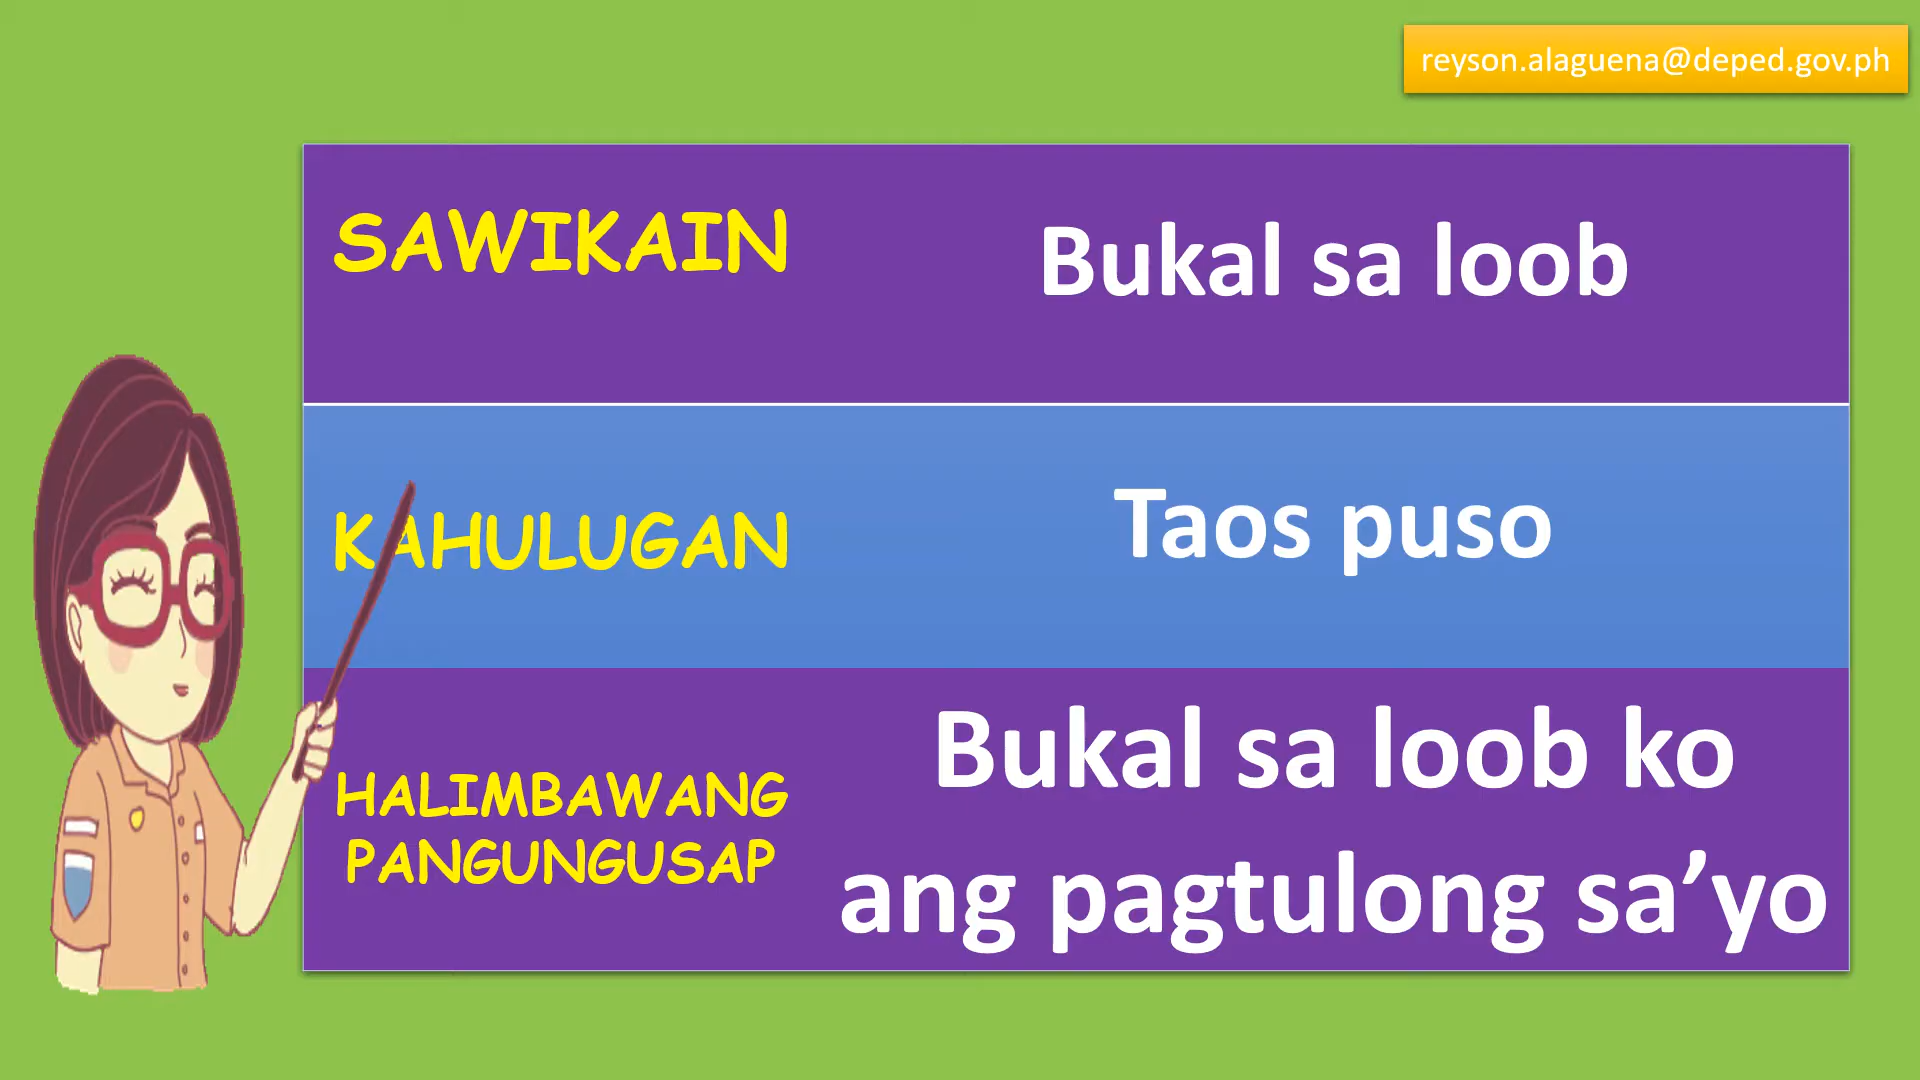 reyson.alaguena@deped.gov.ph
SAWIKAIN
Bukal sa loob
KAHULUGAN
Taos puso
HALIMBAWANG
PANGUNGUSAP
Bukal sa loob ko
ang pagtulong sa’yo